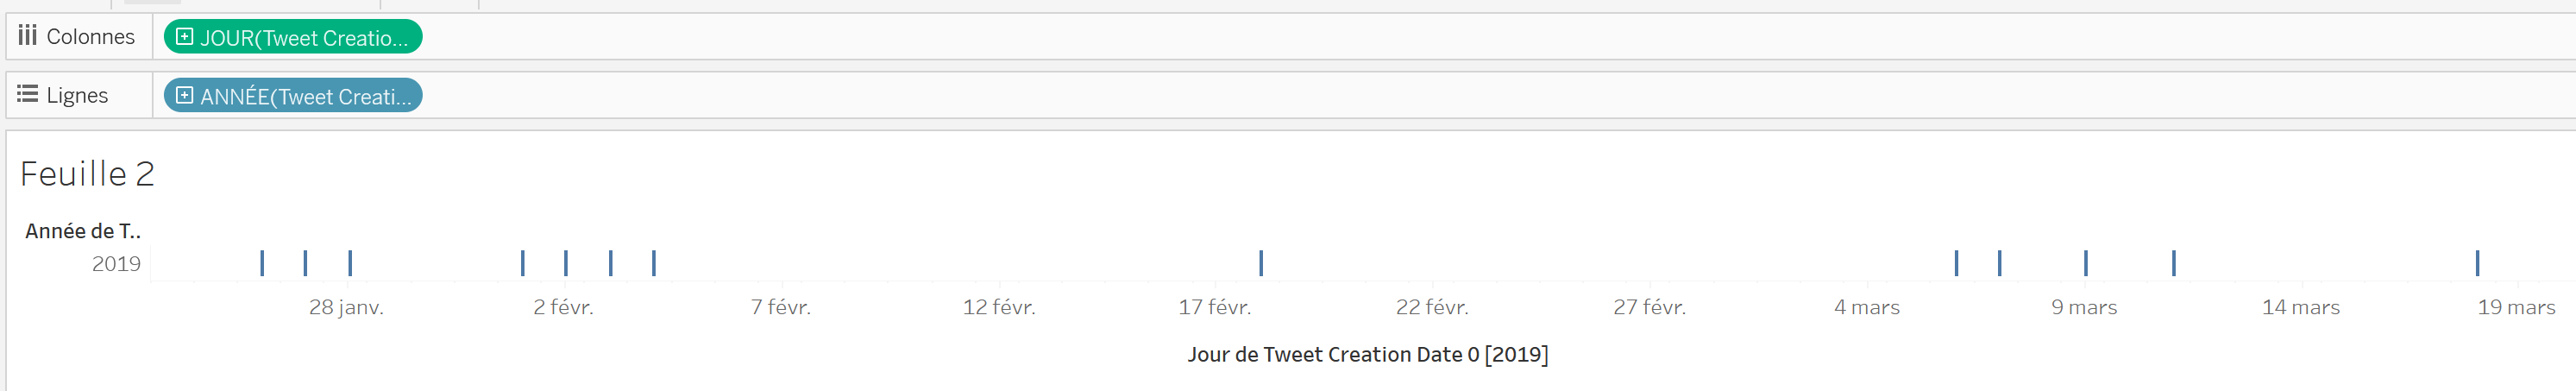 Colonnes JOUR(Tweet Creatio...
Lignes ANNÉE(Tweet Creati...
Feuille 2
Année de T..
2019
28 janv. 2 févr. 7 févr. 12 févr. 17 févr. 22 févr. 27 févr. 4 mars 9 mars 14 mars 19 mars
Jour de Tweet Creation Date 0 [2019]